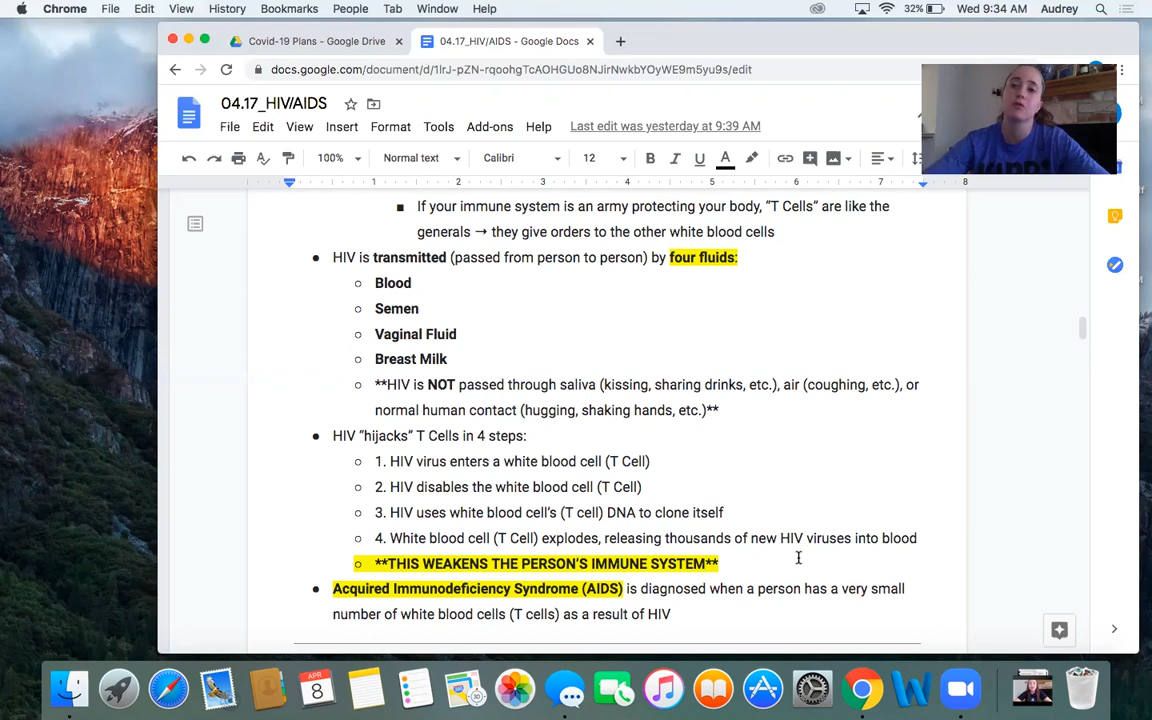 Chrome File Edit View History Bookmarks People Tab Window Help 32% Wed 9:34 AM Audrey
Covid-19 Plans - Google Drive 04.17_HIV/AIDS - Google Docs
docs.google.com/document/d/1lrJ-pZN-rqoohgTcAOHGUo8NJirNwkbYOyWE9m5yu9s/edit
04.17_HIV/AIDS
File Edit View Insert Format Tools Add-ons Help Last edit was yesterday at 9:39 AM
100% Normal text Calibri 12 B I U A
1 2 3 4 5 6 7 8
If your immune system is an army protecting your body, “T Cells” are like the
generals → they give orders to the other white blood cells
HIV is transmitted (passed from person to person) by four fluids:
Blood
Semen
Vaginal Fluid
Breast Milk
**HIV is NOT passed through saliva (kissing, sharing drinks, etc.), air (coughing, etc.), or
normal human contact (hugging, shaking hands, etc.)**
HIV “hijacks” T Cells in 4 steps:
1. HIV virus enters a white blood cell (T Cell)
2. HIV disables the white blood cell (T Cell)
3. HIV uses white blood cell’s (T cell) DNA to clone itself
4. White blood cell (T Cell) explodes, releasing thousands of new HIV viruses into blood
**THIS WEAKENS THE PERSON’S IMMUNE SYSTEM**
Acquired Immunodeficiency Syndrome (AIDS) is diagnosed when a person has a very small
number of white blood cells (T cells) as a result of HIV
APR
8